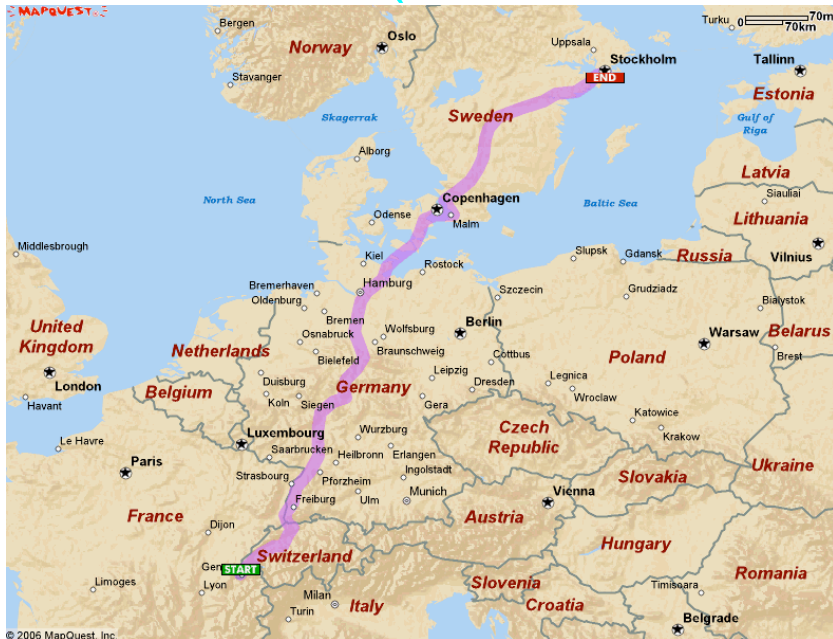 MAPQUEST
Bergen
Oslo
Norway
Stavanger
Uppsala
Stockholm
END
Turku
0 70m
70km
Tallinn
Estonia
Skagerrak
Sweden
Gulf of
Riga
Alborg
Latvia
Siauliai
North Sea
Copenhagen
Baltic Sea
Lithuania
Odense
Malm
Middlesbrough
Kiel
Rostock
Slupsk
Gdansk
Russia
Vilnius
Bremerhaven
Hamburg
Oldenburg
Szczecin
Grudziadz
Bialystok
United
Kingdom
Bremen
Osnabruck
Wolfsburg
Berlin
Belarus
Netherlands
Bielefeld
Braunschweig
Warsaw
Brest
London
Cottbus
Poland
Havant
Belgium
Duisburg
Germany
Leipzig
Legnica
Koln
Siegen
Dresden
Wroclaw
Gera
Luxembourg
Wurzburg
Czech
Republic
Katowice
Krakow
Le Havre
Saarbrucken
Heilbronn
Erlangen
Paris
Strasbourg
Pforzheim
Ingolstadt
Slovakia
Ukraine
Freiburg
Ulm
Munich
Vienna
France
Austria
Dijon
Switzerland
Hungary
Gen
START
Limoges
Lyon
Milan
Italy
Slovenia
Timisoara
Romania
Turin
Croatia
Belgrade
© 2006 MapQuest, Inc